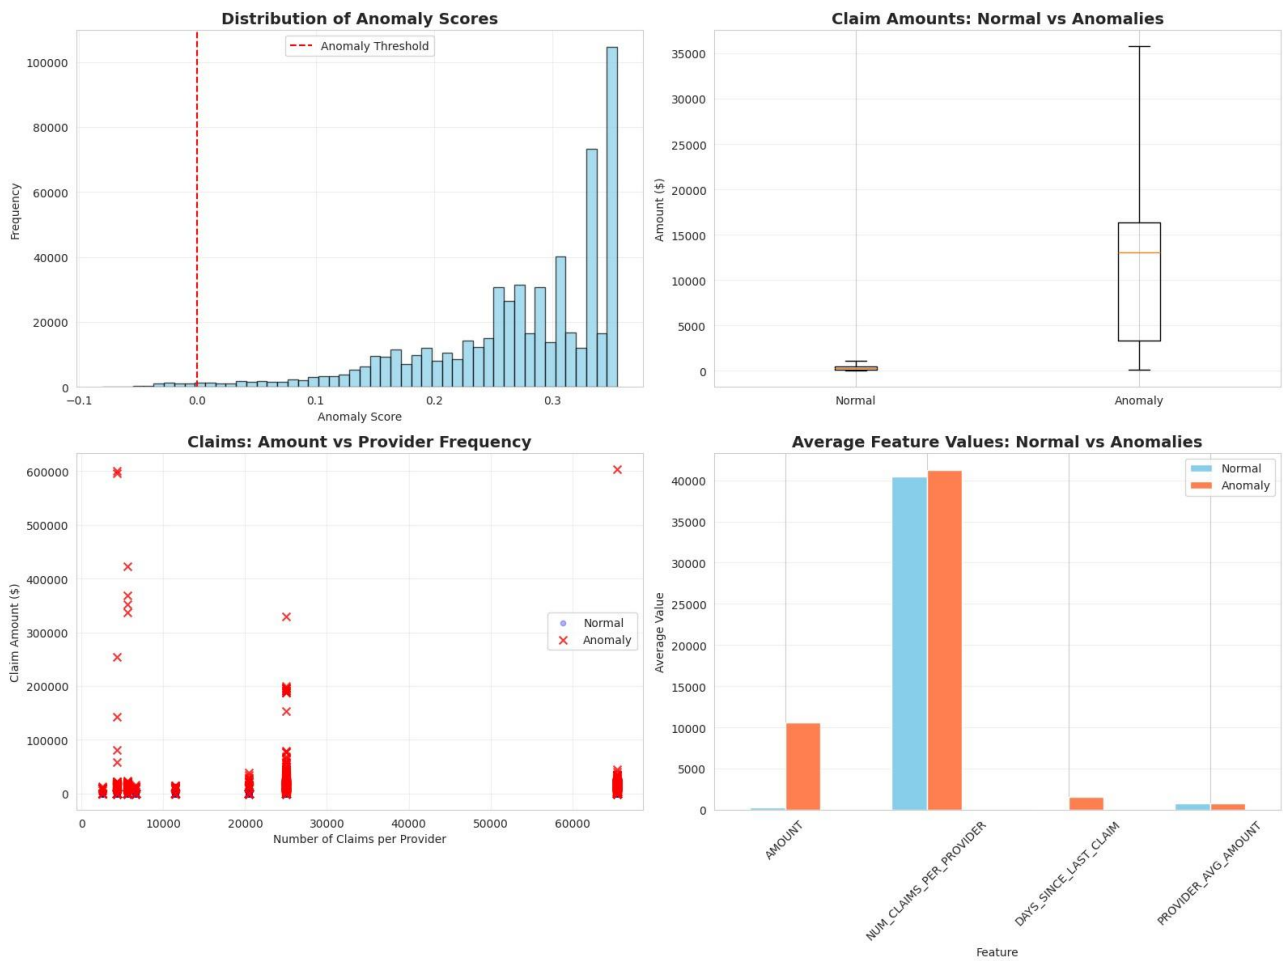 Distribution of Anomaly Scores
Anomaly Threshold
100000
80000
60000
40000
20000
0
Frequency
−0.1
0.0
0.1
0.2
0.3
Anomaly Score
Claim Amounts: Normal vs Anomalies
35000
30000
25000
20000
15000
10000
5000
0
Amount ($)
Normal
Anomaly
Claims: Amount vs Provider Frequency
600000
500000
400000
300000
200000
100000
0
Claim Amount ($)
Normal
Anomaly
0
10000
20000
30000
40000
50000
60000
Number of Claims per Provider
Average Feature Values: Normal vs Anomalies
Normal
Anomaly
40000
35000
30000
25000
20000
15000
10000
5000
0
Average Value
AMOUNT
NUM_CLAIMS_PER_PROVIDER
DAYS_SINCE_LAST_CLAIM
PROVIDER_AVG_AMOUNT
Feature